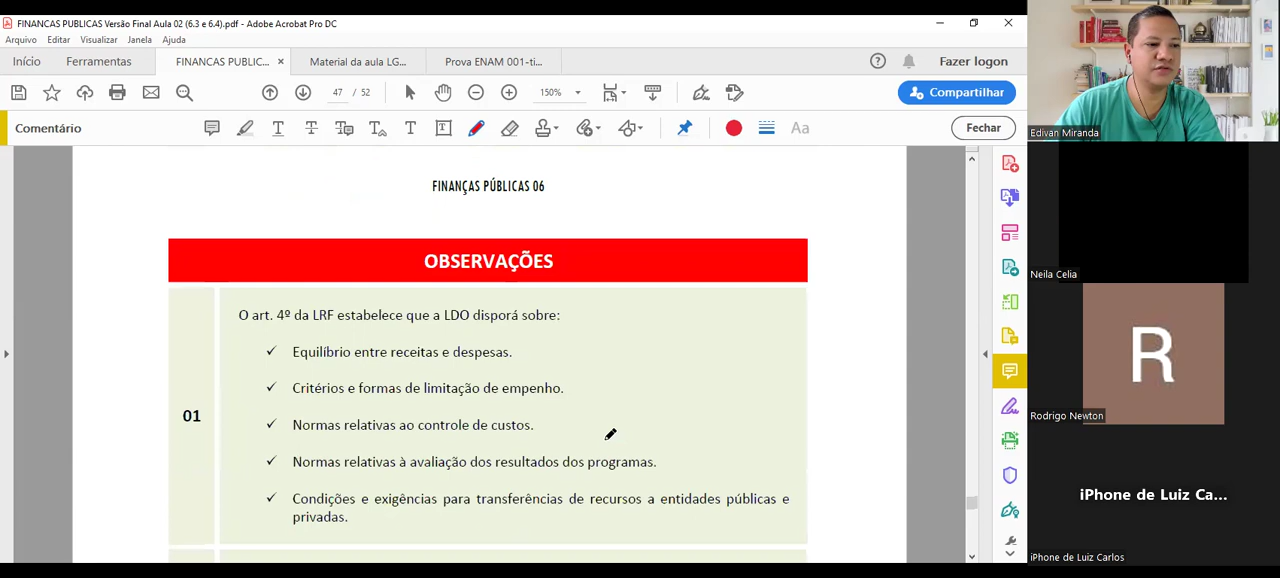 FINANCAS PUBLICAS Versão Final Aula 02 (6.3 e 6.4).pdf - Adobe Acrobat Pro DC
Arquivo Editar Visualizar Janela Ajuda
Início Ferramentas FINANCAS PUBLIC... × Material da aula LG... Prova ENAM 001-ti... Fazer logon
47 / 52 150% Compartilhar
Comentário Aa Fechar
FINANÇAS PÚBLICAS 06
OBSERVAÇÕES
01
O art. 4º da LRF estabelece que a LDO disporá sobre:
✓ Equilíbrio entre receitas e despesas.
✓ Critérios e formas de limitação de empenho.
✓ Normas relativas ao controle de custos.
✓ Normas relativas à avaliação dos resultados dos programas.
✓ Condições e exigências para transferências de recursos a entidades públicas e
privadas.
Edivan Miranda
Neila Celia
R
Rodrigo Newton
iPhone de Luiz Ca...
iPhone de Luiz Carlos